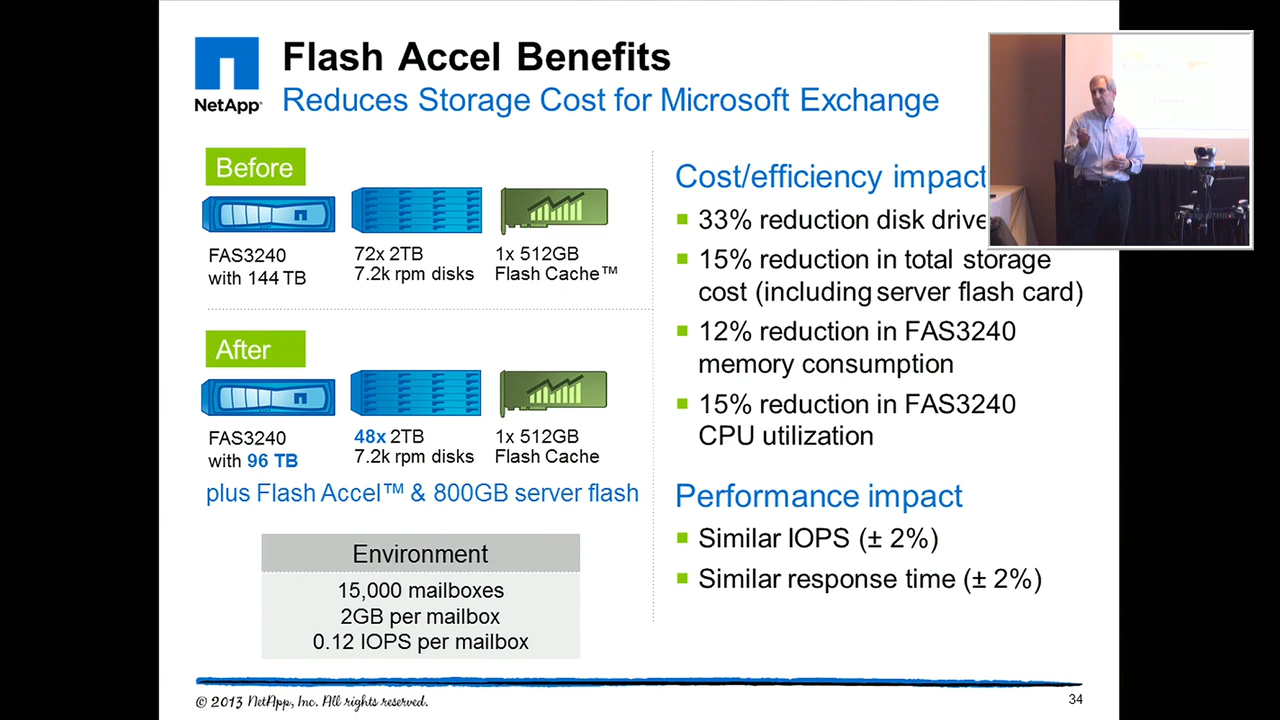 NetApp®
Flash Accel Benefits
Reduces Storage Cost for Microsoft Exchange
Before
FAS3240
with 144 TB
72x 2TB
7.2k rpm disks
1x 512GB
Flash Cache™
After
FAS3240
with 96 TB
48x 2TB
7.2k rpm disks
1x 512GB
Flash Cache
plus Flash Accel™ & 800GB server flash
Environment
15,000 mailboxes
2GB per mailbox
0.12 IOPS per mailbox
Cost/efficiency impact
33% reduction disk drive
15% reduction in total storage
cost (including server flash card)
12% reduction in FAS3240
memory consumption
15% reduction in FAS3240
CPU utilization
Performance impact
Similar IOPS (± 2%)
Similar response time (± 2%)
© 2013 NetApp, Inc. All rights reserved.
34